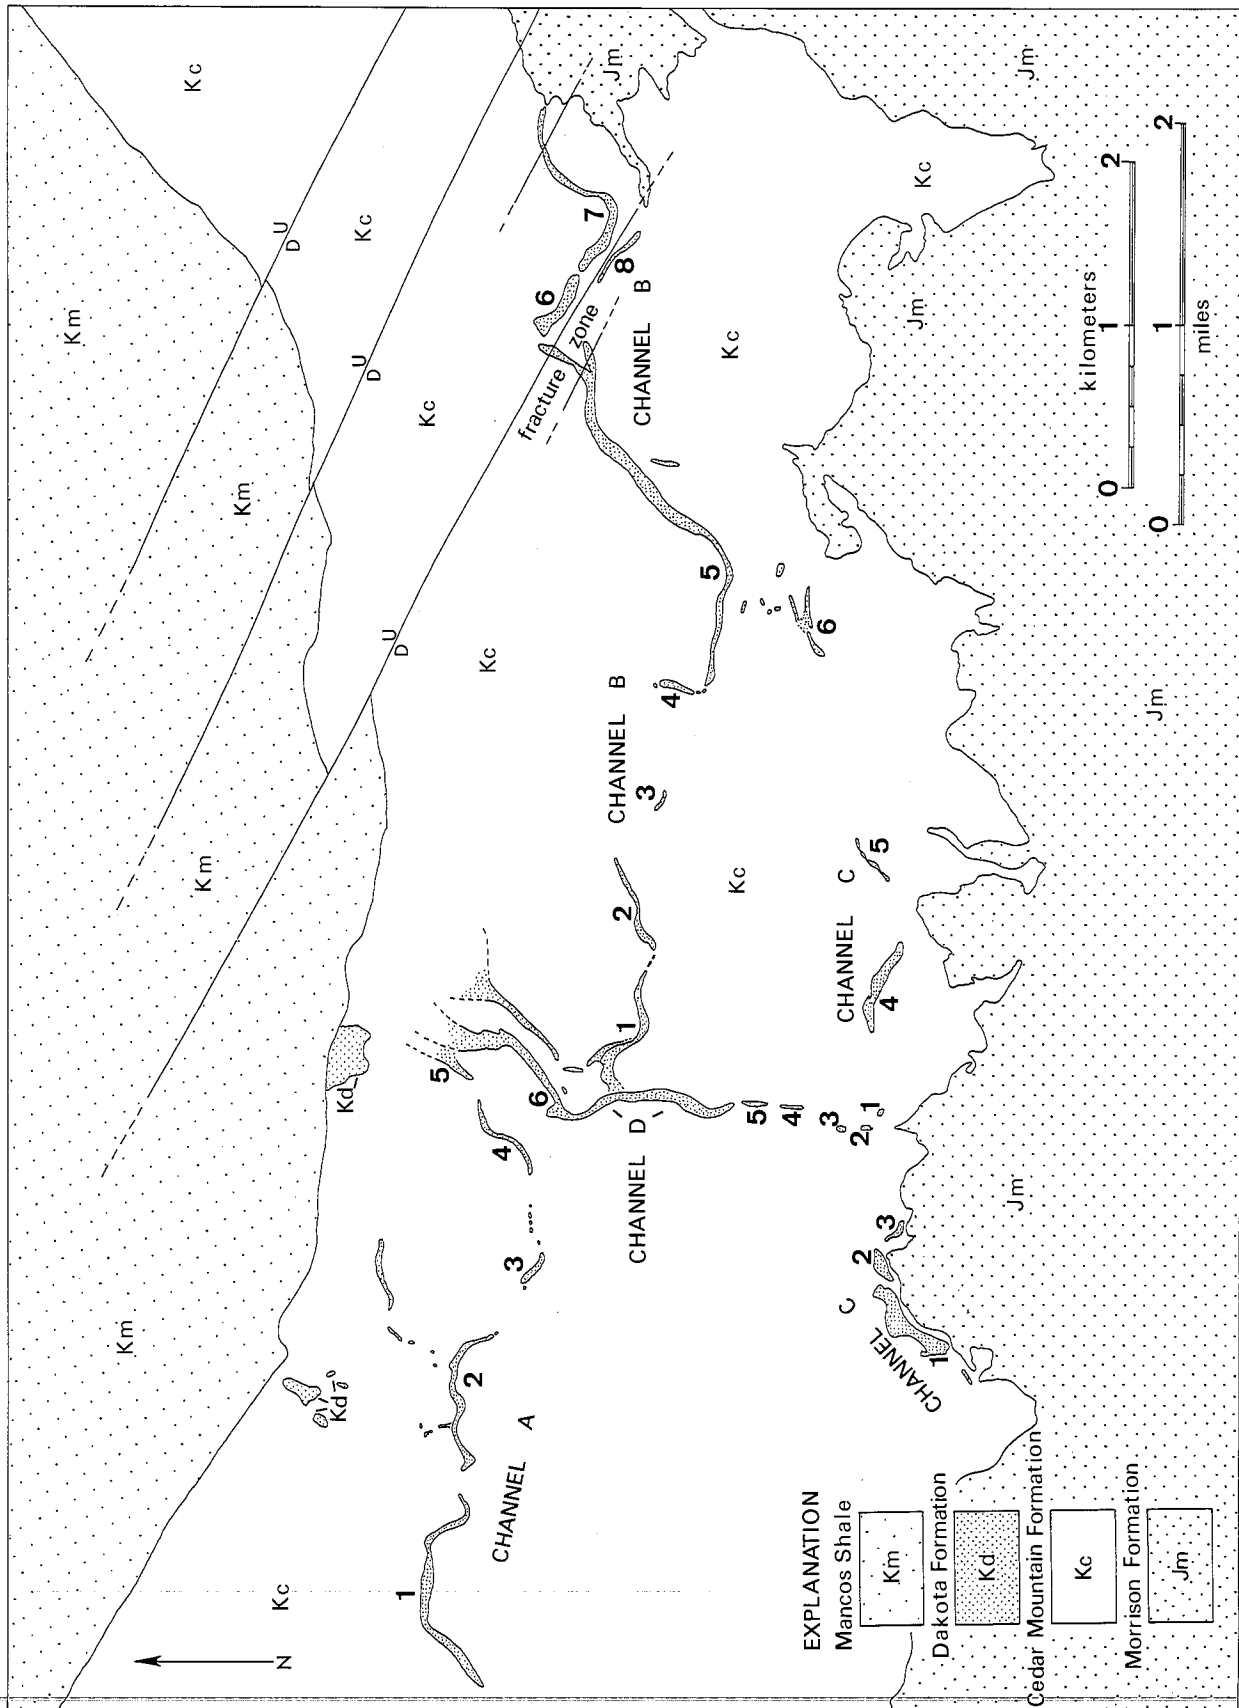 Km
Kc
Km
Km
Km
Kc
N
Kd
Kd
D U
D U
D U
Kc
Kc
Kc
1
2
3
4
5
6
CHANNEL A
CHANNEL D
1
2
3
4
5
6
7
8
fracture zone
Jm
CHANNEL B
CHANNEL B
Kc
Kc
5
4
3
2
1
6
CHANNEL C
1
2
3
CHANNEL C
4
5
Jm
Kc
Jm
Jm
Jm
Jm
EXPLANATION
Mancos Shale
Km
Dakota Formation
Kd
Cedar Mountain Formation
Kc
Morrison Formation
Jm
kilometers
0 1 2
0 1 2
miles